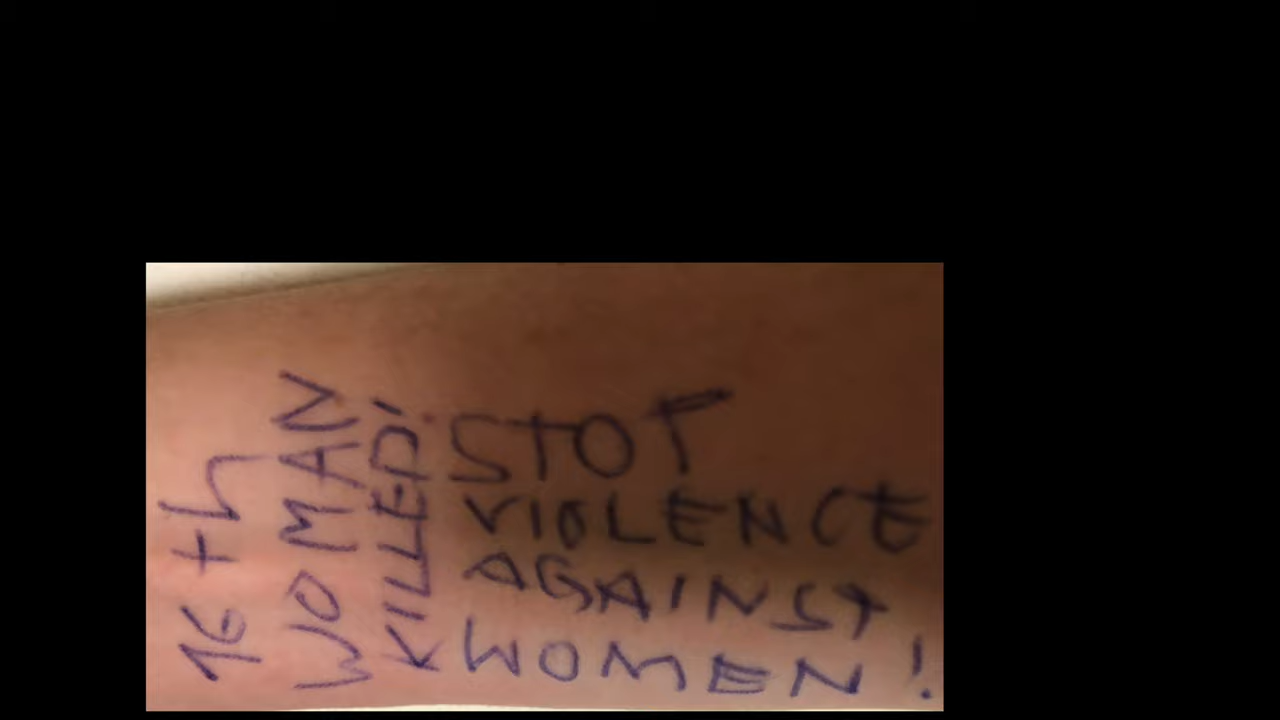 16th
WOMAN
KILLED!
STOP
VIOLENCE
AGAINST
WOMEN!